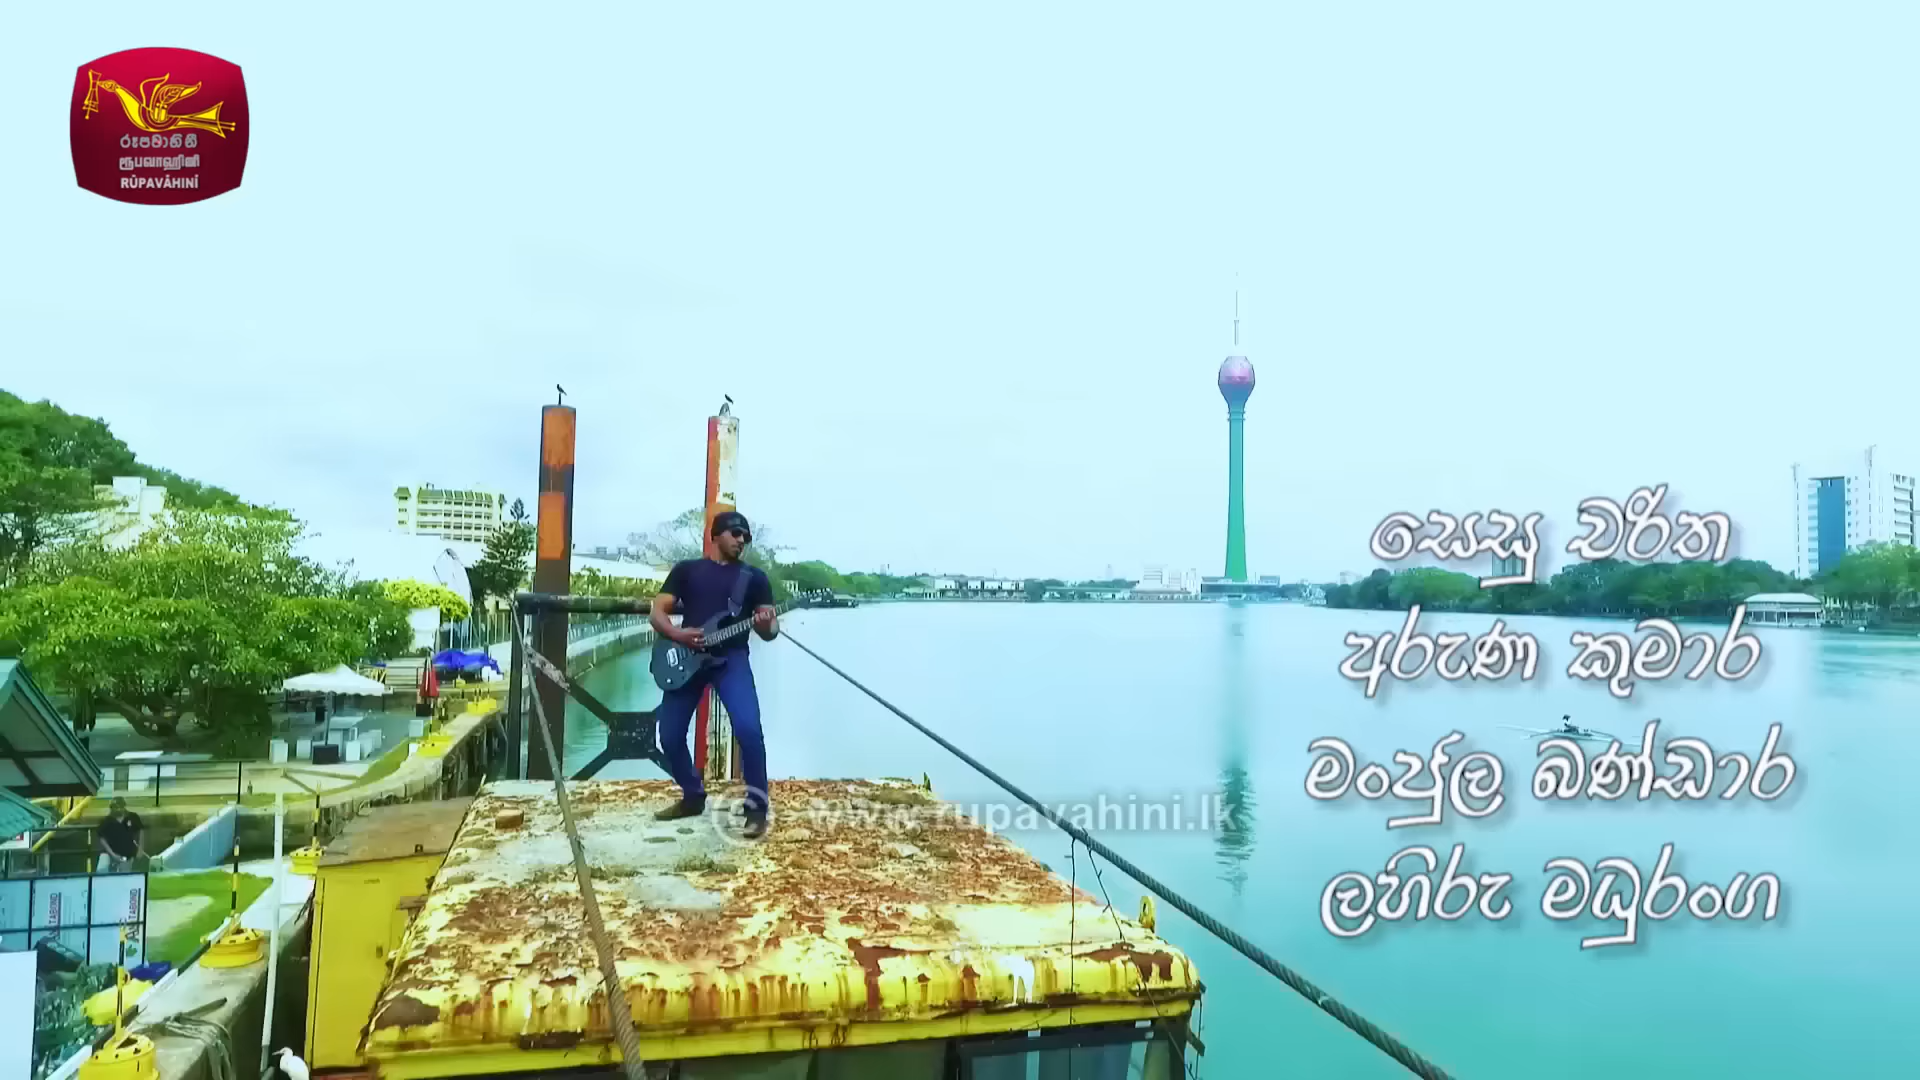 රූපවාහිනී
ரூபவாஹினி
RŪPAVĀHINĪ
සෙසු චරිත
අරුණ කුමාර
මංජුල බණ්ඩාර
ලහිරු මධුරංග
© www.rupavahini.lk